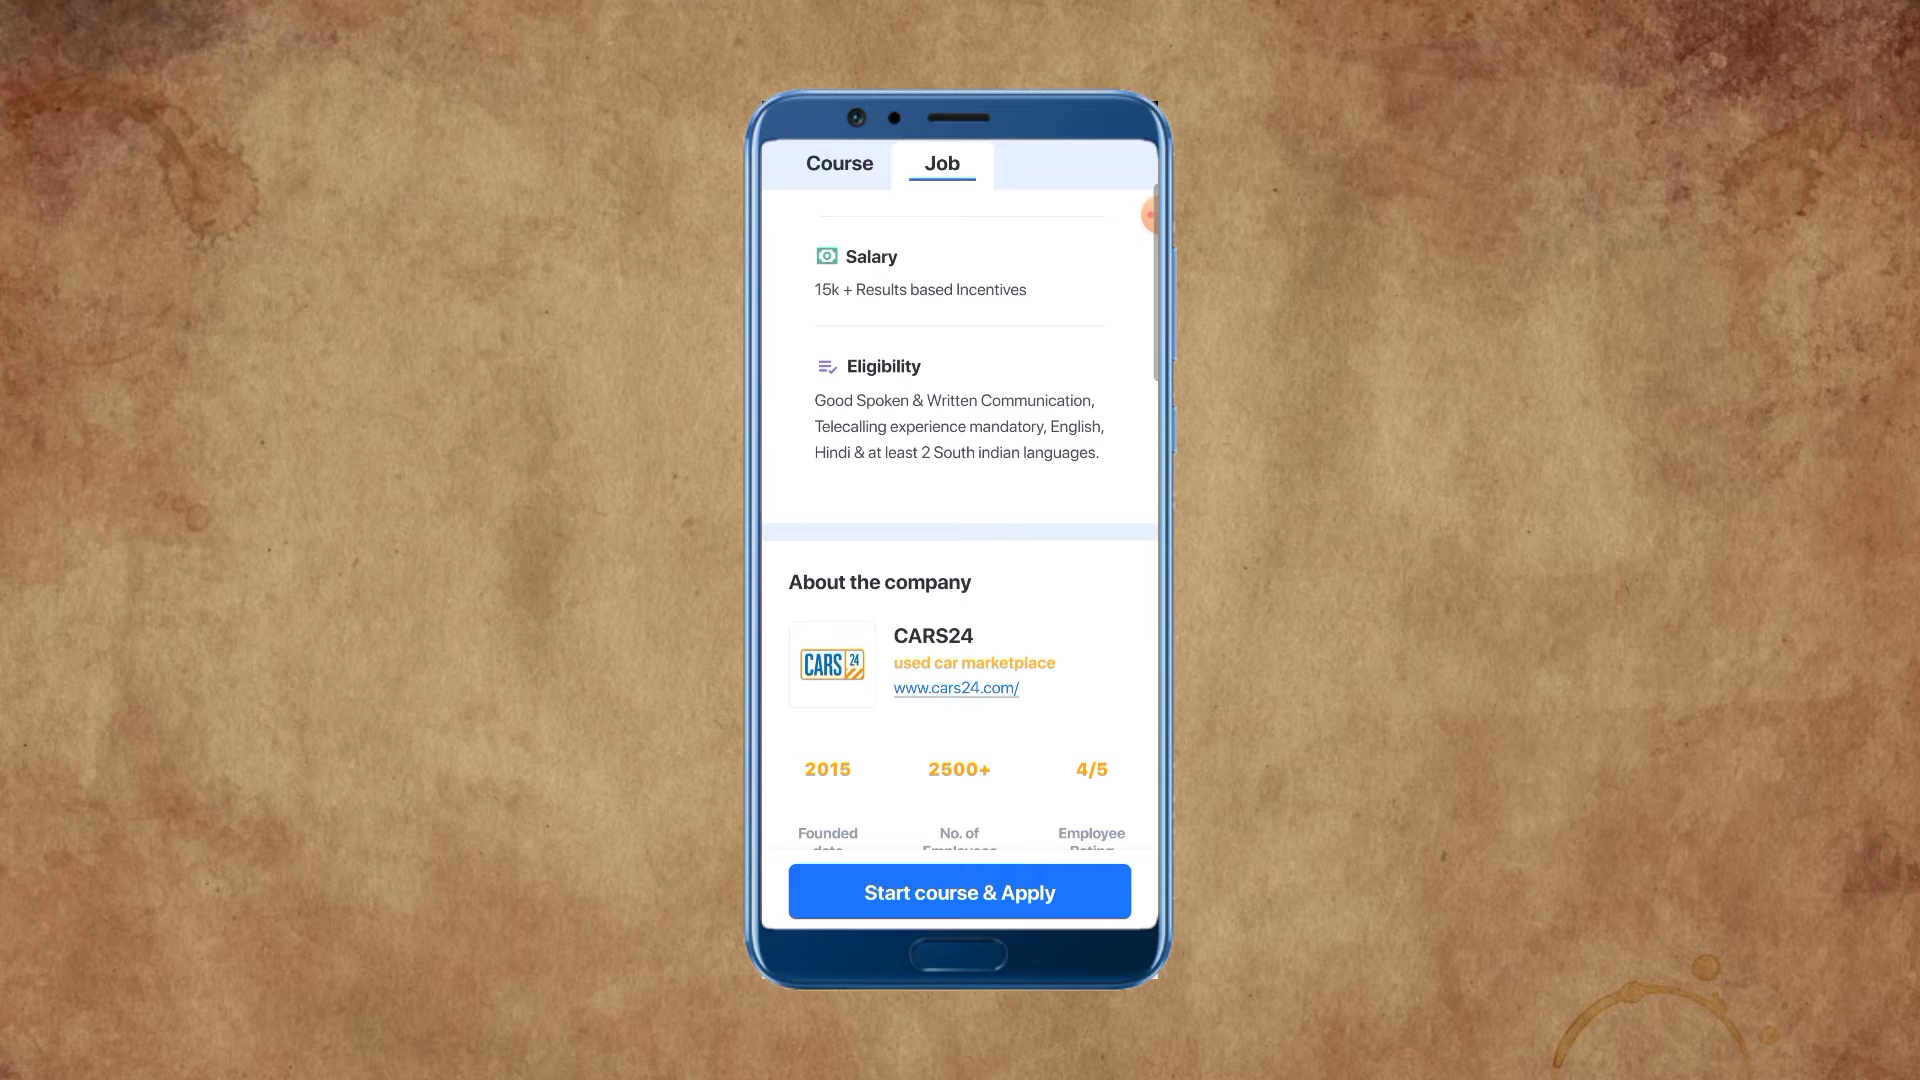 Course Job
Salary
15k + Results based Incentives
Eligibility
Good Spoken & Written Communication,
Telecalling experience mandatory, English,
Hindi & at least 2 South indian languages.
About the company
CARS24
CARS 24
used car marketplace
www.cars24.com/
2015 2500+ 4/5
Founded No. of Employee
date Employees Rating
Start course & Apply